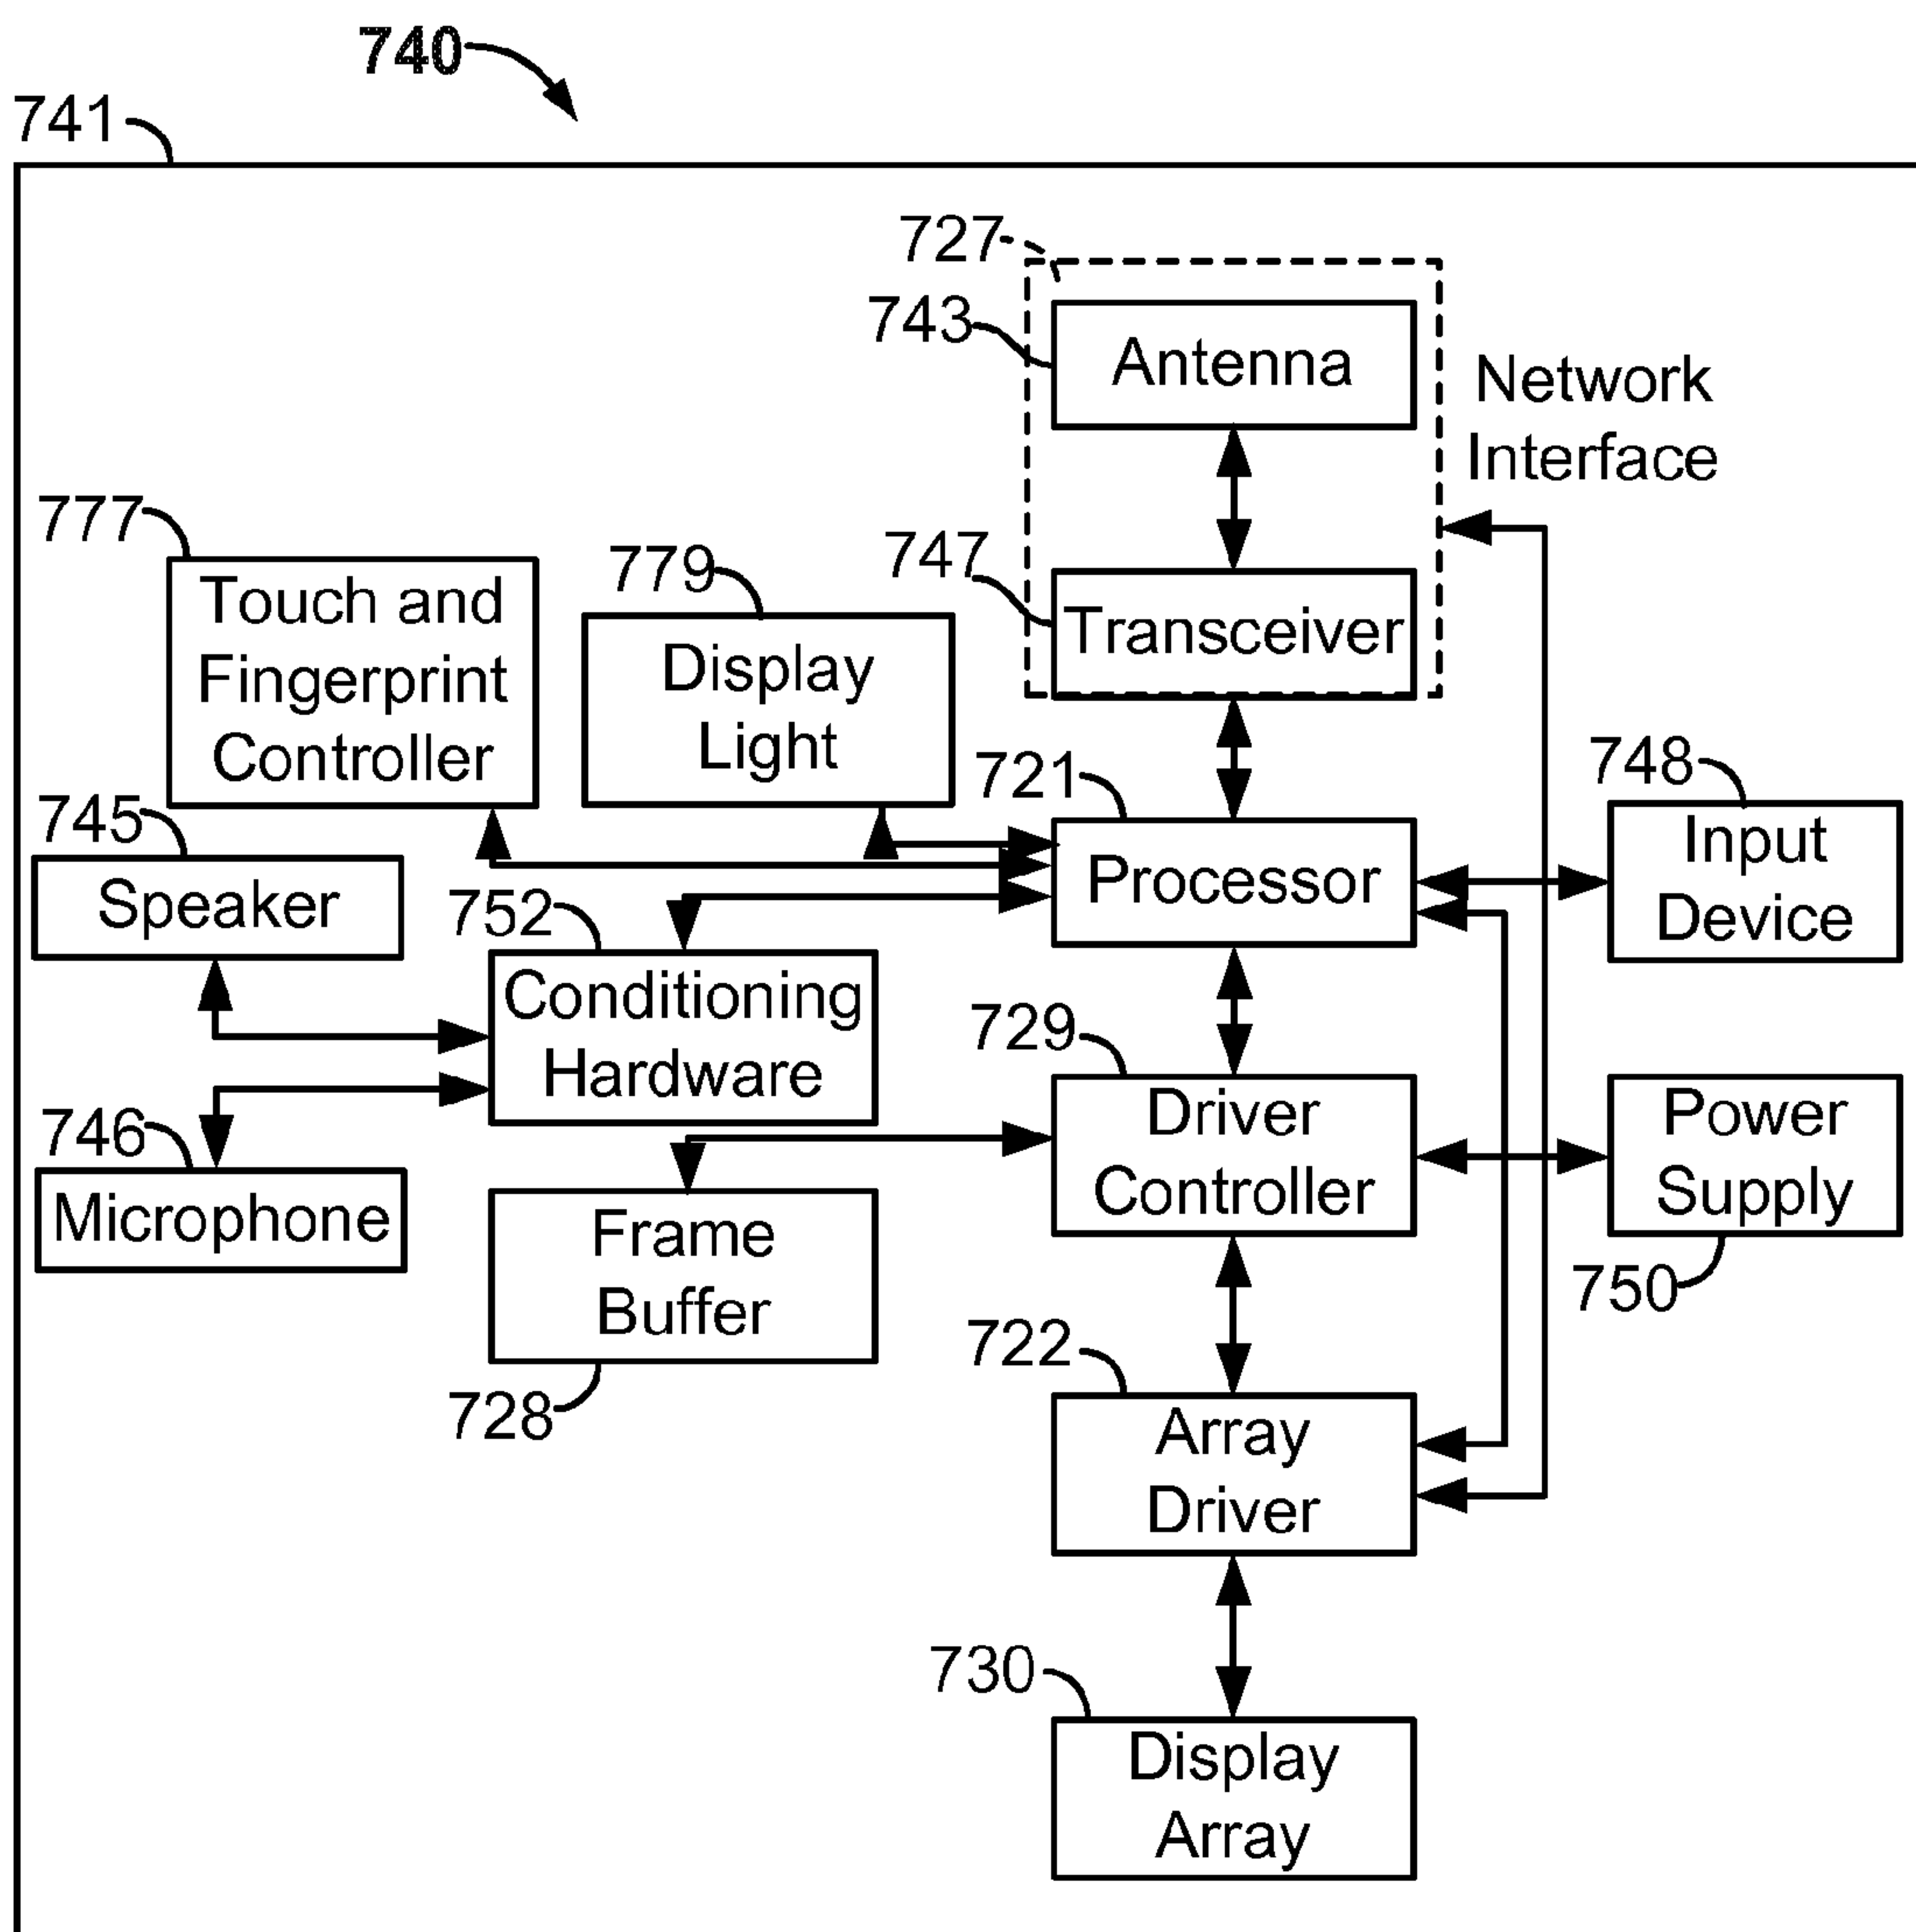 740
741
727
743
Antenna
Network
Interface
777
Touch and
Fingerprint
Controller
779
Display
Light
747
Transceiver
721
Processor
748
Input
Device
745
Speaker
752
Conditioning
Hardware
729
Driver
Controller
Power
Supply
750
746
Microphone
Frame
Buffer
728
722
Array
Driver
730
Display
Array